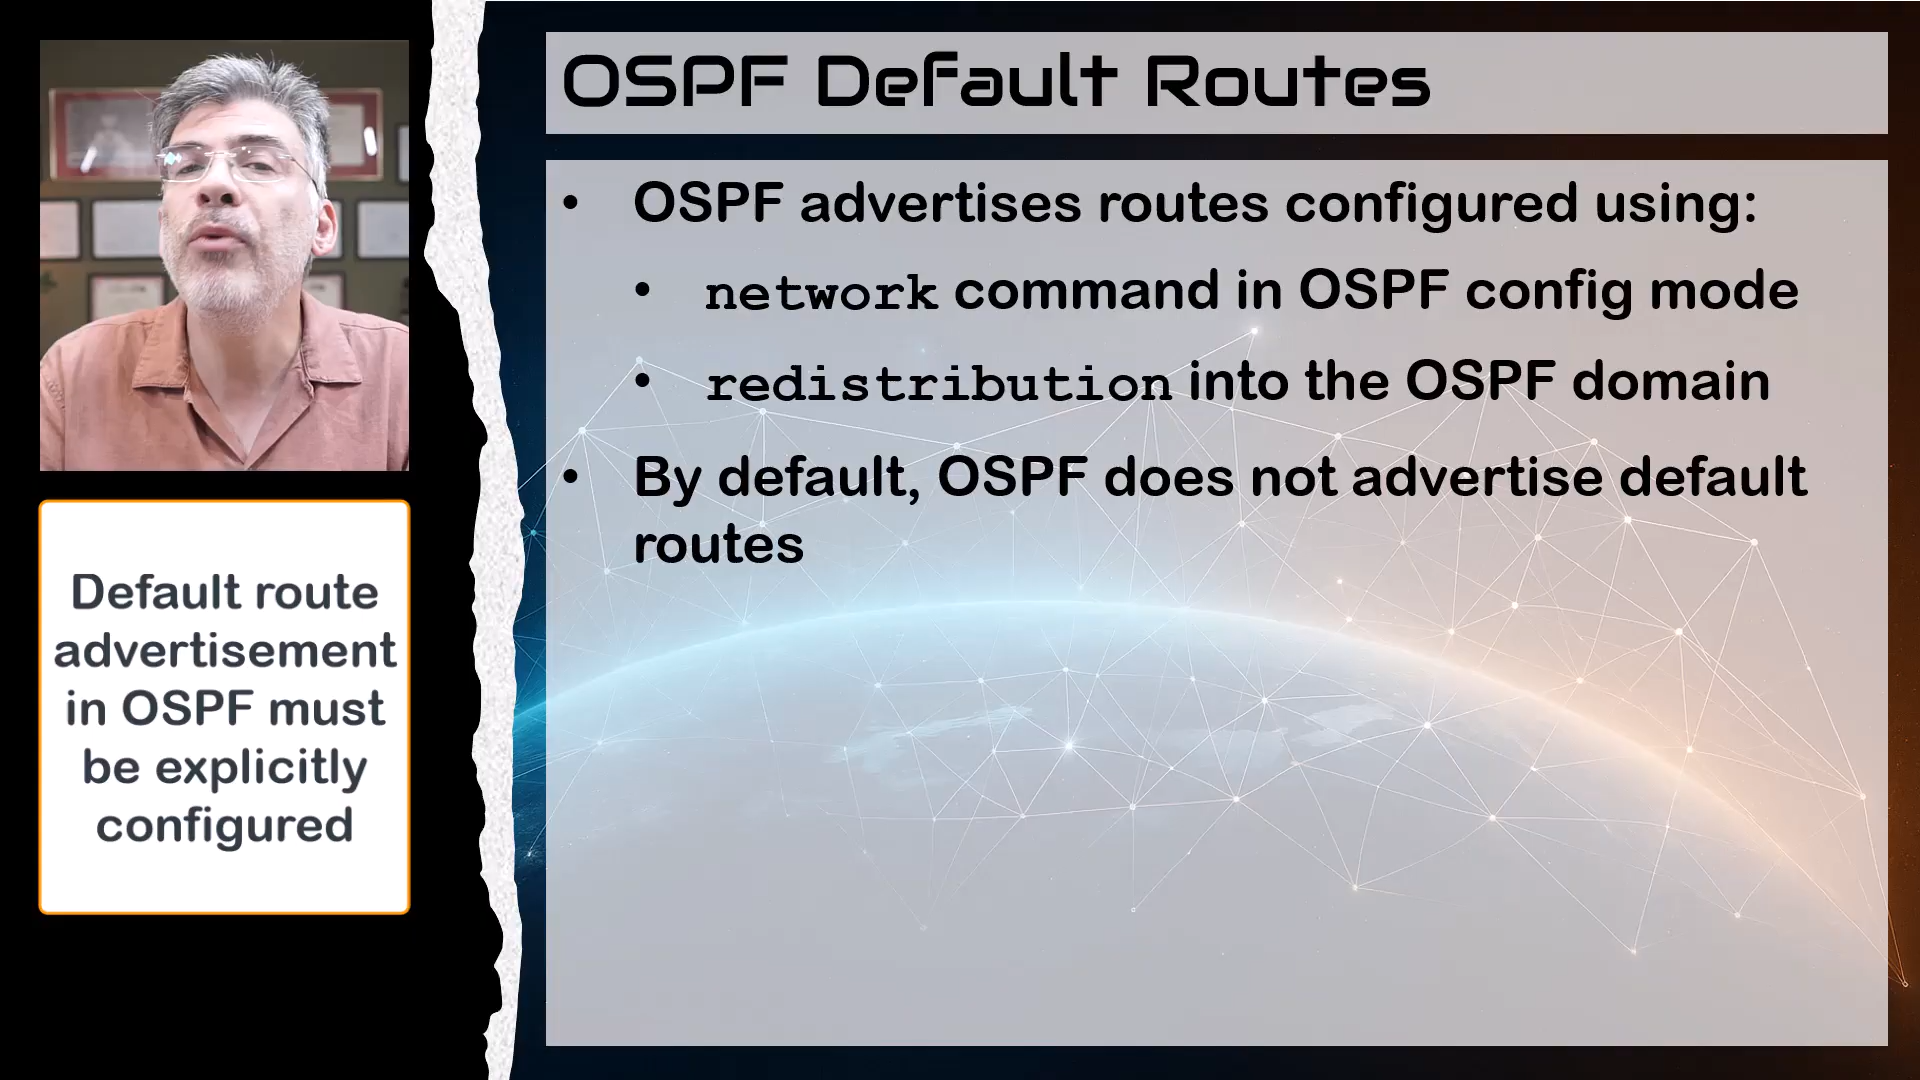 OSPF Default Routes
• OSPF advertises routes configured using:
• network command in OSPF config mode
• redistribution into the OSPF domain
• By default, OSPF does not advertise default
routes
Default route
advertisement
in OSPF must
be explicitly
configured